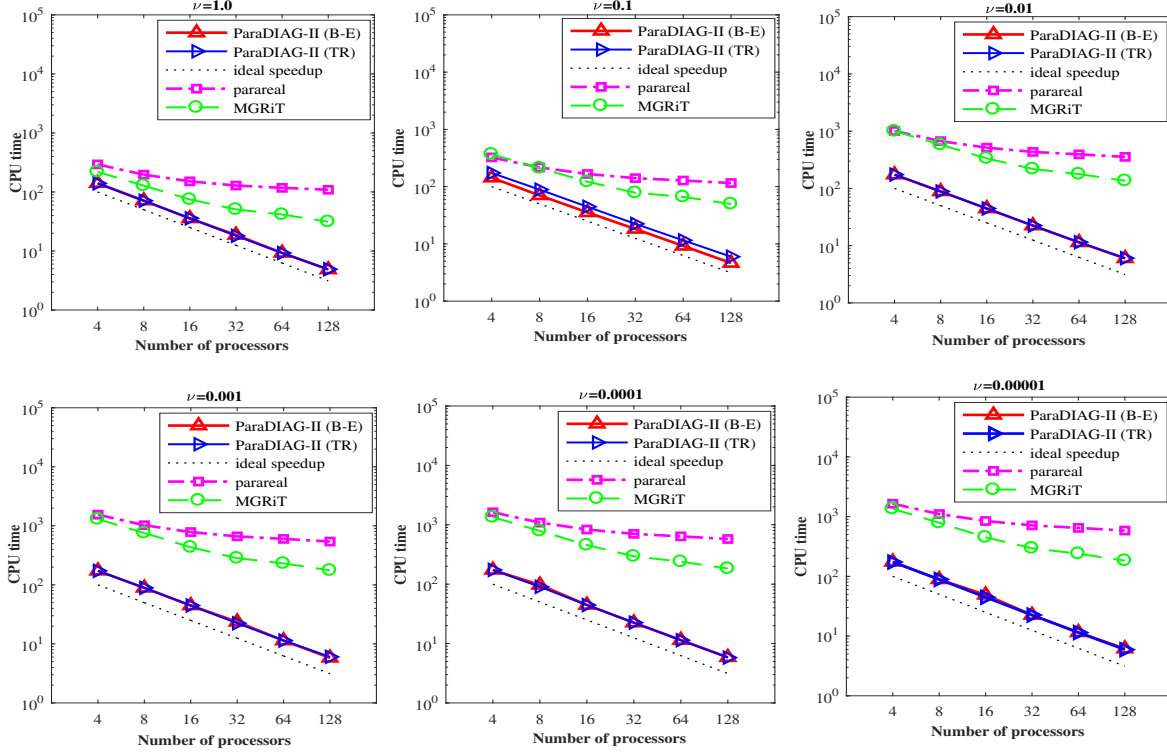 ν=1.0
10^5
10^4
10^3
10^2
10^1
10^0
CPU time
ParaDIAG-II (B-E)
ParaDIAG-II (TR)
ideal speedup
parareal
MGRiT
4 8 16 32 64 128
Number of processors
ν=0.1
10^5
10^4
10^3
10^2
10^1
10^0
CPU time
ParaDIAG-II (B-E)
ParaDIAG-II (TR)
ideal speedup
parareal
MGRiT
4 8 16 32 64 128
Number of processors
ν=0.01
10^5
10^4
10^3
10^2
10^1
10^0
CPU time
ParaDIAG-II (B-E)
ParaDIAG-II (TR)
ideal speedup
parareal
MGRiT
4 8 16 32 64 128
Number of processors
ν=0.001
10^5
10^4
10^3
10^2
10^1
10^0
CPU time
ParaDIAG-II (B-E)
ParaDIAG-II (TR)
ideal speedup
parareal
MGRiT
4 8 16 32 64 128
Number of processors
ν=0.0001
10^5
10^4
10^3
10^2
10^1
10^0
CPU time
ParaDIAG-II (B-E)
ParaDIAG-II (TR)
ideal speedup
parareal
MGRiT
4 8 16 32 64 128
Number of processors
ν=0.00001
10^5
10^4
10^3
10^2
10^1
10^0
CPU time
ParaDIAG-II (B-E)
ParaDIAG-II (TR)
ideal speedup
parareal
MGRiT
4 8 16 32 64 128
Number of processors